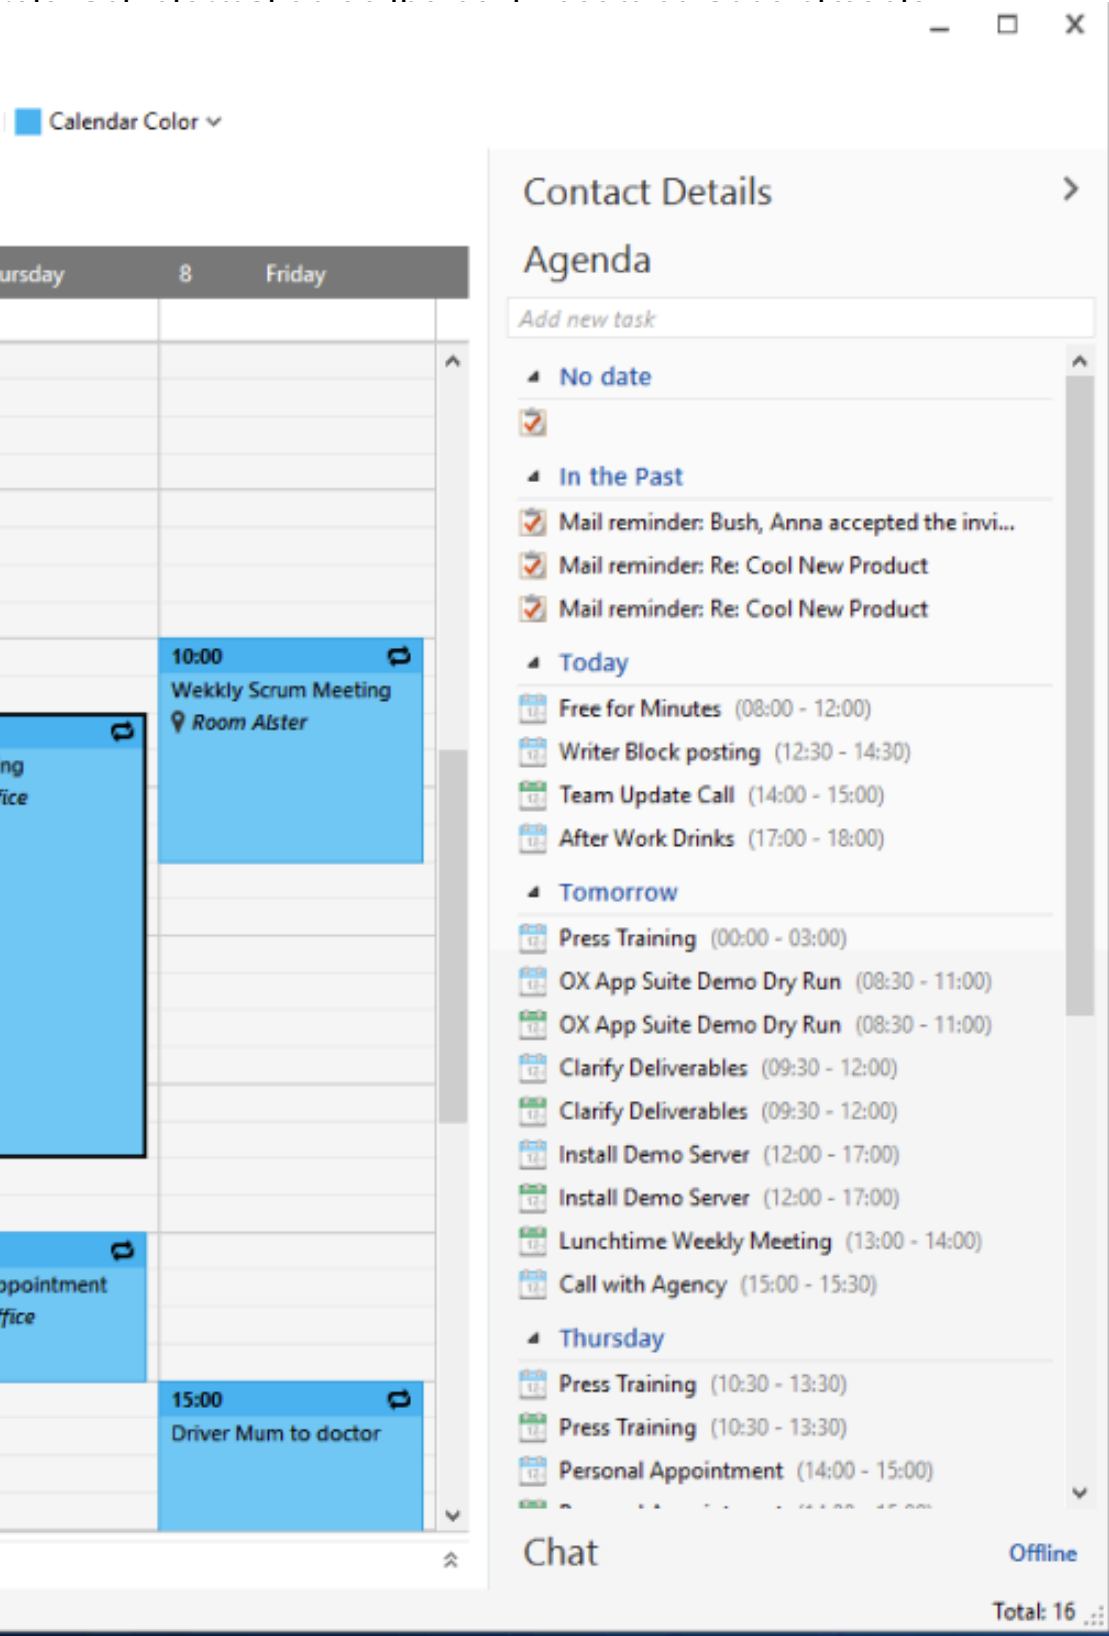 Calendar Color
Contact Details
Agenda
ursday 8 Friday
Add new task
No date
In the Past
Mail reminder: Bush, Anna accepted the invi...
Mail reminder: Re: Cool New Product
Mail reminder: Re: Cool New Product
10:00
Wekkly Scrum Meeting
Room Alster
ng
fice
Today
Free for Minutes (08:00 - 12:00)
Writer Block posting (12:30 - 14:30)
Team Update Call (14:00 - 15:00)
After Work Drinks (17:00 - 18:00)
Tomorrow
Press Training (00:00 - 03:00)
OX App Suite Demo Dry Run (08:30 - 11:00)
OX App Suite Demo Dry Run (08:30 - 11:00)
Clarify Deliverables (09:30 - 12:00)
Clarify Deliverables (09:30 - 12:00)
Install Demo Server (12:00 - 17:00)
Install Demo Server (12:00 - 17:00)
Lunchtime Weekly Meeting (13:00 - 14:00)
Call with Agency (15:00 - 15:30)
ppointment
ffice
15:00
Driver Mum to doctor
Thursday
Press Training (10:30 - 13:30)
Press Training (10:30 - 13:30)
Personal Appointment (14:00 - 15:00)
Chat
Offline
Total: 16